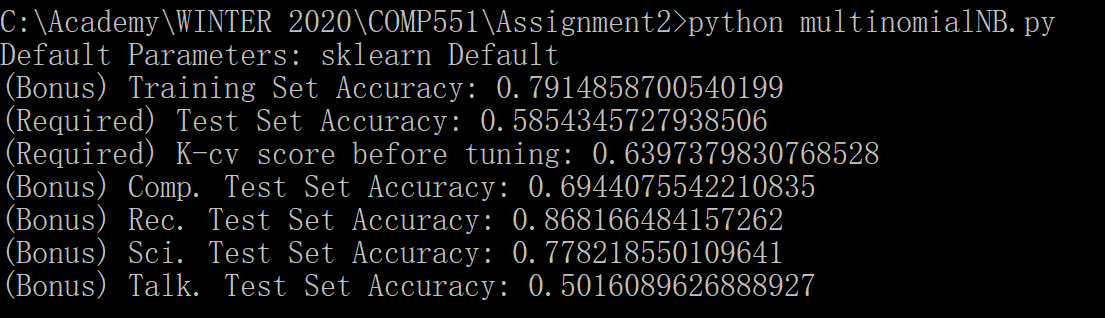 C:\Academy\WINTER 2020\COMP551\Assignment2>python multinomialNB.py
Default Parameters: sklearn Default
(Bonus) Training Set Accuracy: 0.7914858700540199
(Required) Test Set Accuracy: 0.5854345727938506
(Required) K-cv score before tuning: 0.6397379830768528
(Bonus) Comp. Test Set Accuracy: 0.6944075542210835
(Bonus) Rec. Test Set Accuracy: 0.868166484157262
(Bonus) Sci. Test Set Accuracy: 0.778218550109641
(Bonus) Talk. Test Set Accuracy: 0.5016089626888927